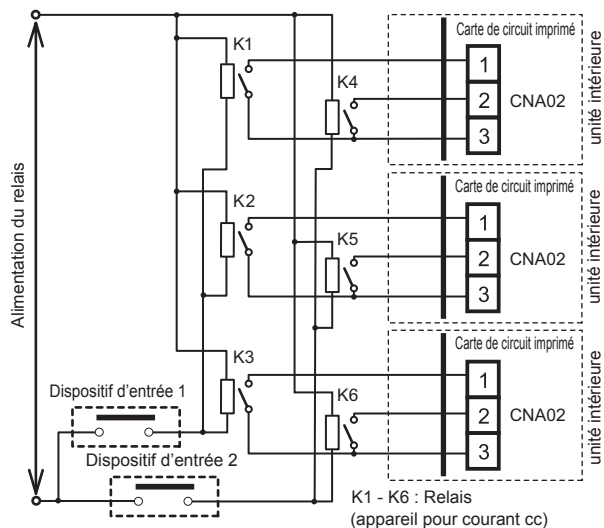 Alimentation du relais
K1
K4
Carte de circuit imprimé
1
2
3
CNA02
unité intérieure
K2
K5
Carte de circuit imprimé
1
2
3
CNA02
unité intérieure
K3
K6
Carte de circuit imprimé
1
2
3
CNA02
unité intérieure
Dispositif d'entrée 1
Dispositif d'entrée 2
K1 - K6 : Relais
(appareil pour courant cc)